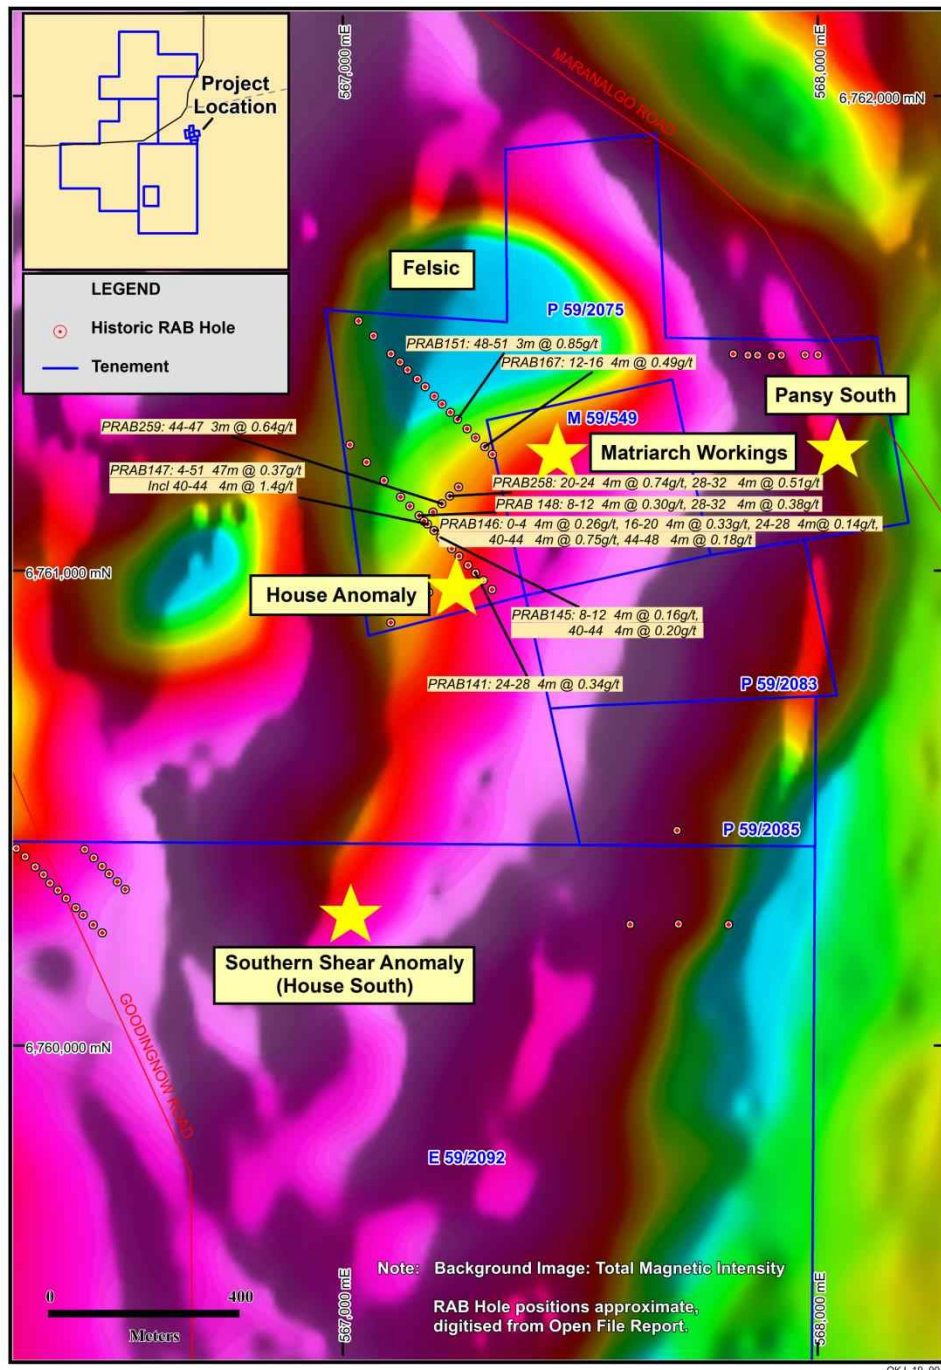 567,000 mE
568,000 mE
MARANALGO ROAD
6,762,000 mN
Project
Location
LEGEND
Historic RAB Hole
Tenement
Felsic
P 59/2075
PRAB151: 48-51  3m @ 0.85g/t
PRAB167: 12-16  4m @ 0.49g/t
Pansy South
M 59/549
PRAB259: 44-47  3m @ 0.64g/t
Matriarch Workings
PRAB147: 4-51  47m @ 0.37g/t
Incl 40-44  4m @ 1.4g/t
PRAB258: 20-24  4m @ 0.74g/t, 28-32  4m @ 0.51g/t
PRAB 148: 8-12  4m @ 0.30g/t, 28-32  4m @ 0.38g/t
PRAB146: 0-4  4m @ 0.26g/t, 16-20  4m @ 0.33g/t, 24-28  4m@ 0.14g/t,
40-44  4m @ 0.75g/t, 44-48  4m @ 0.18g/t
6,761,000 mN
House Anomaly
PRAB145: 8-12  4m @ 0.16g/t,
40-44  4m @ 0.20g/t
PRAB141: 24-28  4m @ 0.34g/t
P 59/2083
P 59/2085
Southern Shear Anomaly
(House South)
6,760,000 mN
GOODINGNOW ROAD
E 59/2092
Note: Background Image: Total Magnetic Intensity
RAB Hole positions approximate,
digitised from Open File Report.
0
400
Meters
567,000 mE
568,000 mE